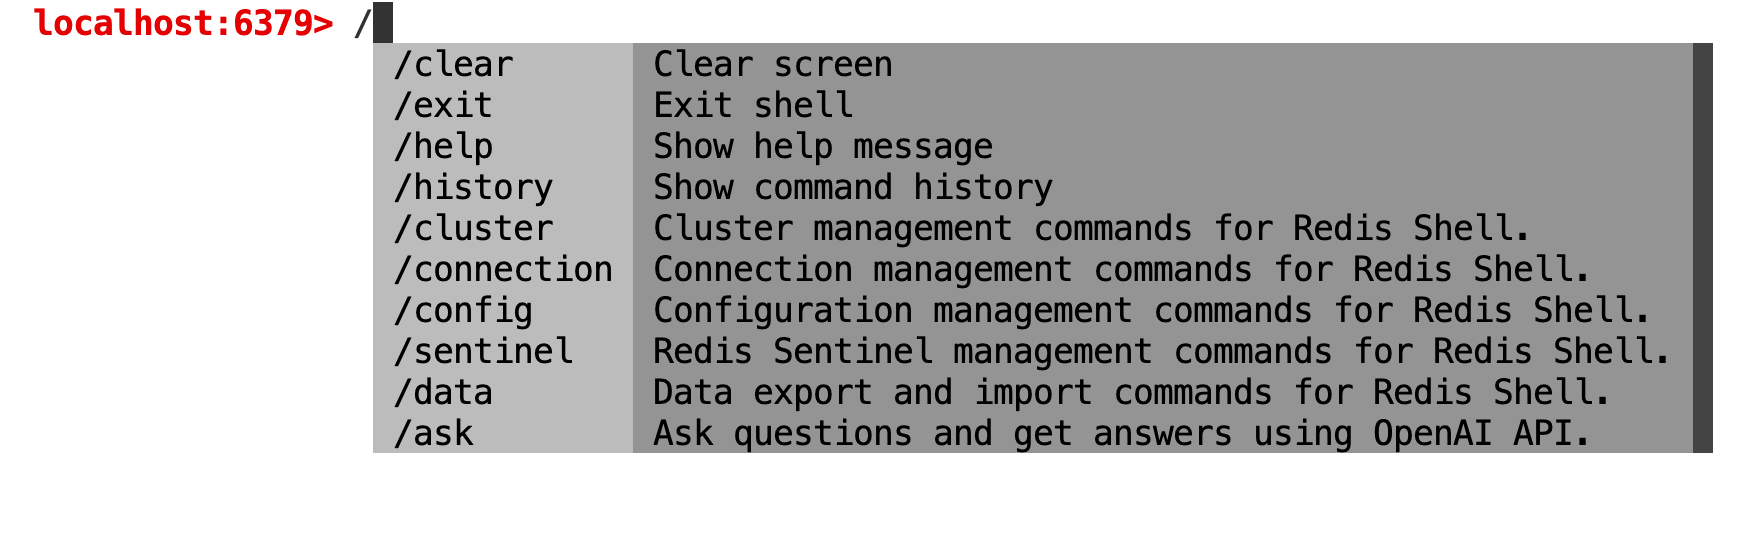 localhost:6379> /
/clear Clear screen
/exit Exit shell
/help Show help message
/history Show command history
/cluster Cluster management commands for Redis Shell.
/connection Connection management commands for Redis Shell.
/config Configuration management commands for Redis Shell.
/sentinel Redis Sentinel management commands for Redis Shell.
/data Data export and import commands for Redis Shell.
/ask Ask questions and get answers using OpenAI API.